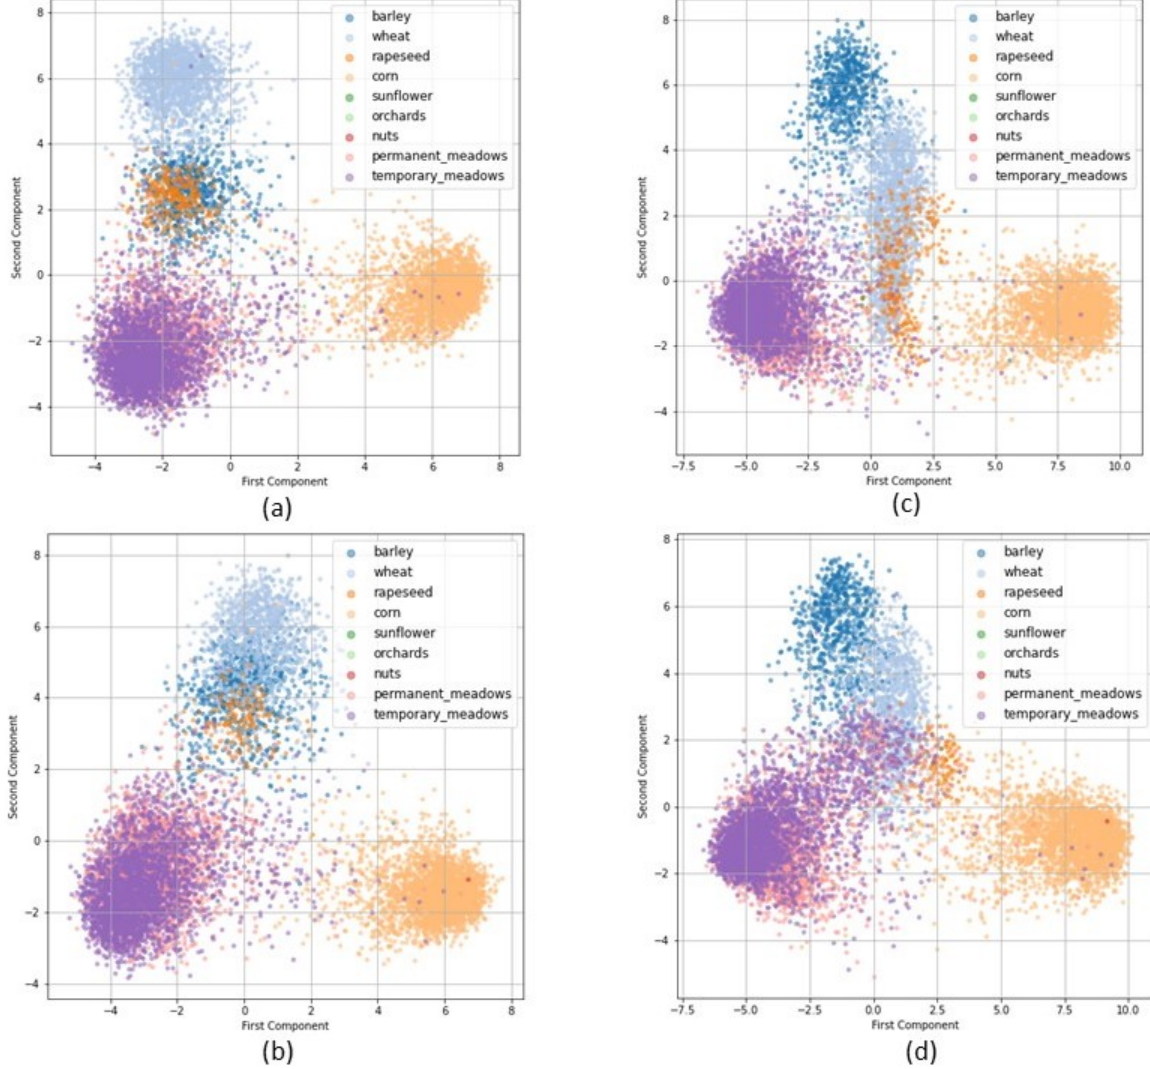 barley
wheat
rapeseed
corn
sunflower
orchards
nuts
permanent_meadows
temporary_meadows
Second Component
6
4
2
0
−2
−4
−4
−2
0
2
4
6
8
First Component
(a)
barley
wheat
rapeseed
corn
sunflower
orchards
nuts
permanent_meadows
temporary_meadows
Second Component
8
6
4
2
0
−2
−4
−7.5
−5.0
−2.5
0.0
2.5
5.0
7.5
10.0
First Component
(c)
barley
wheat
rapeseed
corn
sunflower
orchards
nuts
permanent_meadows
temporary_meadows
Second Component
8
6
4
2
0
−2
−4
−4
−2
0
2
4
6
8
First Component
(b)
barley
wheat
rapeseed
corn
sunflower
orchards
nuts
permanent_meadows
temporary_meadows
Second Component
8
6
4
2
0
−2
−4
−7.5
−5.0
−2.5
0.0
2.5
5.0
7.5
10.0
First Component
(d)